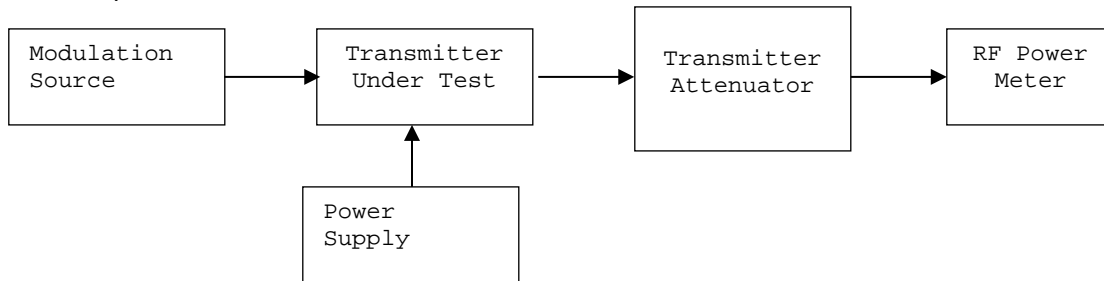 Modulation
Source
Transmitter
Under Test
Transmitter
Attenuator
RF Power
Meter
Power
Supply